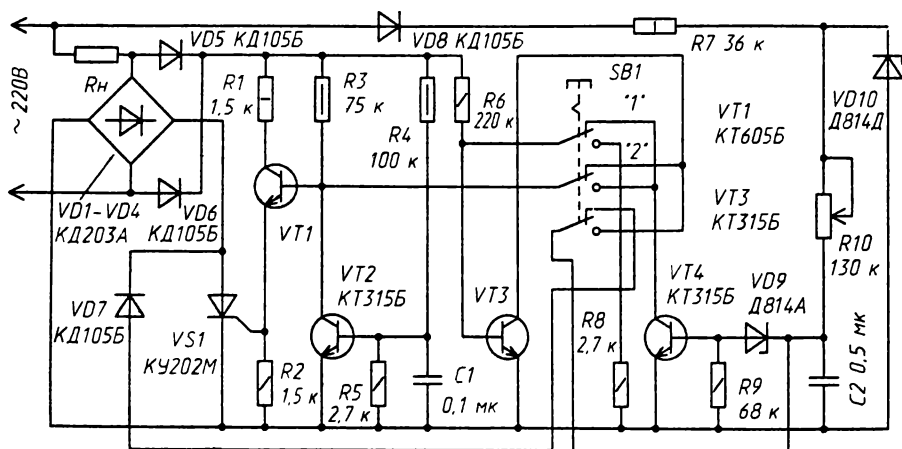 VD5 КД105Б
VD8 КД105Б
R7 36 к
~ 220В
Rн
R1
1,5 к
R3
75 к
R4
100 к
R6
220 к
SB1
"1"
"2"
VT1
КТ605Б
VD10
Д814Д
VD1-VD4
КД203А
VD6
КД105Б
VT1
VT3
КТ315Б
R10
130 к
VD7
КД105Б
VS1
КУ202М
VT2
КТ315Б
VT3
R8
2,7 к
VT4
КТ315Б
VD9
Д814А
R2
1,5 к
R5
2,7 к
C1
0,1 мк
R9
68 к
C2 0,5 мк